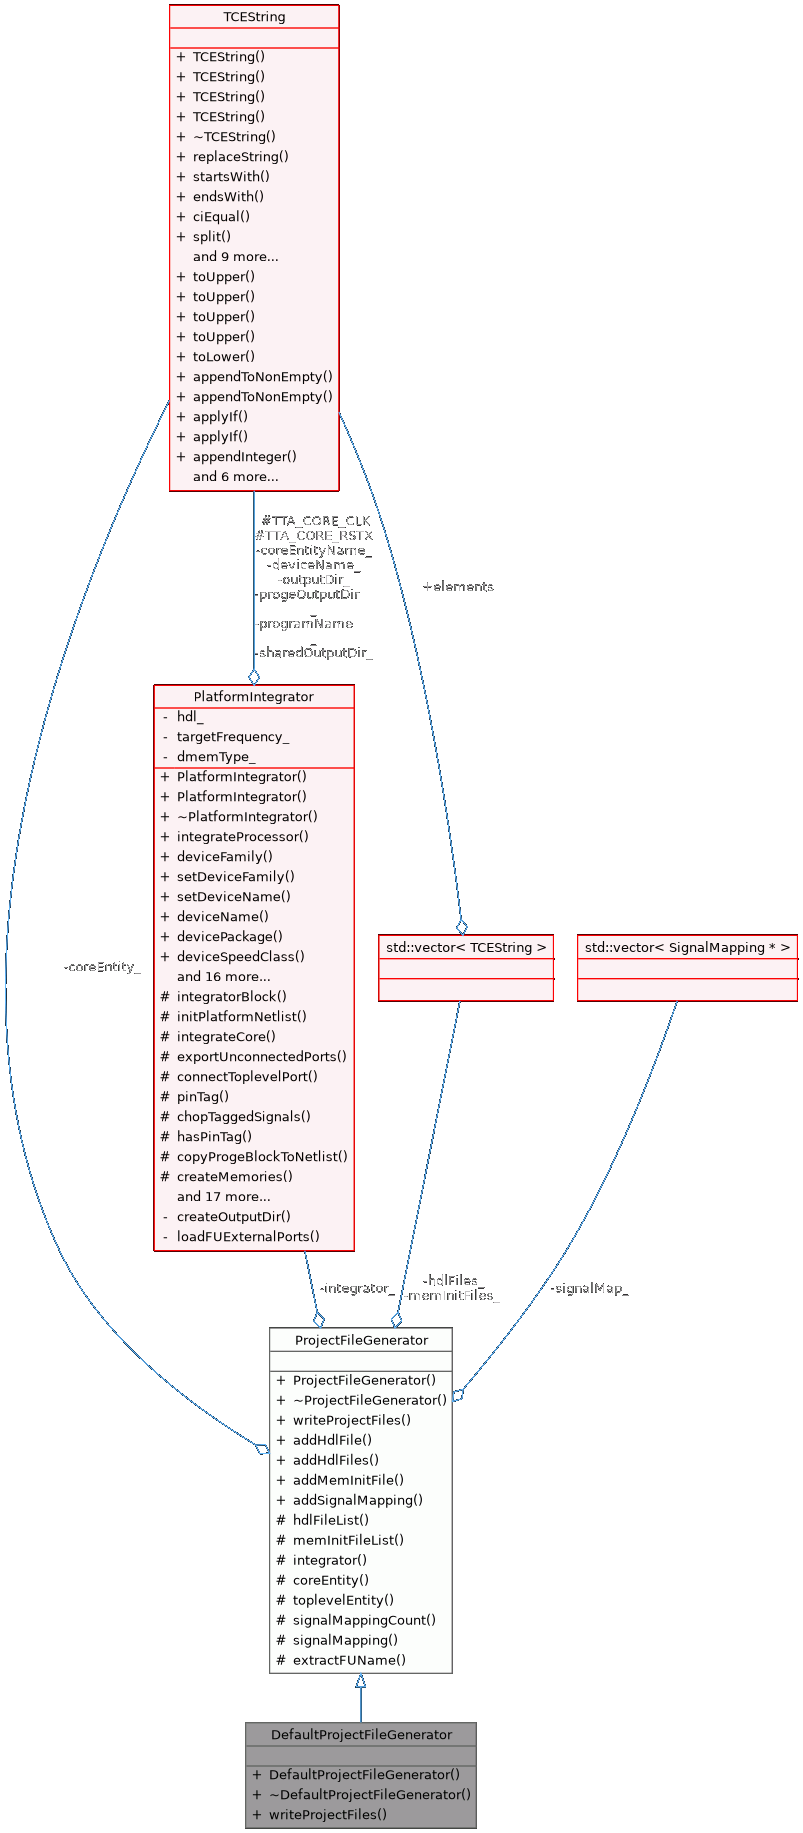 TCEString
+ TCEString()
+ TCEString()
+ TCEString()
+ TCEString()
+ ~TCEString()
+ replaceString()
+ startsWith()
+ endsWith()
+ ciEqual()
+ split()
and 9 more...
+ toUpper()
+ toUpper()
+ toUpper()
+ toUpper()
+ toLower()
+ appendToNonEmpty()
+ appendToNonEmpty()
+ applyIf()
+ applyIf()
+ appendInteger()
and 6 more...
#TTA_CORE_CLK
#TTA_CORE_RSTX
-coreEntityName_
-deviceName_
-outputDir_
-progeOutputDir
_
-programName
_
-sharedOutputDir_
+elements
PlatformIntegrator
- hdl_
- targetFrequency_
- dmemType_
+ PlatformIntegrator()
+ PlatformIntegrator()
+ ~PlatformIntegrator()
+ integrateProcessor()
+ deviceFamily()
+ setDeviceFamily()
+ setDeviceName()
+ deviceName()
+ devicePackage()
+ deviceSpeedClass()
and 16 more...
# integratorBlock()
# initPlatformNetlist()
# integrateCore()
# exportUnconnectedPorts()
# connectToplevelPort()
# pinTag()
# chopTaggedSignals()
# hasPinTag()
# copyProgeBlockToNetlist()
# createMemories()
and 17 more...
- createOutputDir()
- loadFUExternalPorts()
std::vector< TCEString >
std::vector< SignalMapping * >
-coreEntity_
-integrator_
-hdlFiles_
-memInitFiles_
-signalMap_
ProjectFileGenerator
+ ProjectFileGenerator()
+ ~ProjectFileGenerator()
+ writeProjectFiles()
+ addHdlFile()
+ addHdlFiles()
+ addMemInitFile()
+ addSignalMapping()
# hdlFileList()
# memInitFileList()
# integrator()
# coreEntity()
# toplevelEntity()
# signalMappingCount()
# signalMapping()
# extractFUName()
DefaultProjectFileGenerator
+ DefaultProjectFileGenerator()
+ ~DefaultProjectFileGenerator()
+ writeProjectFiles()